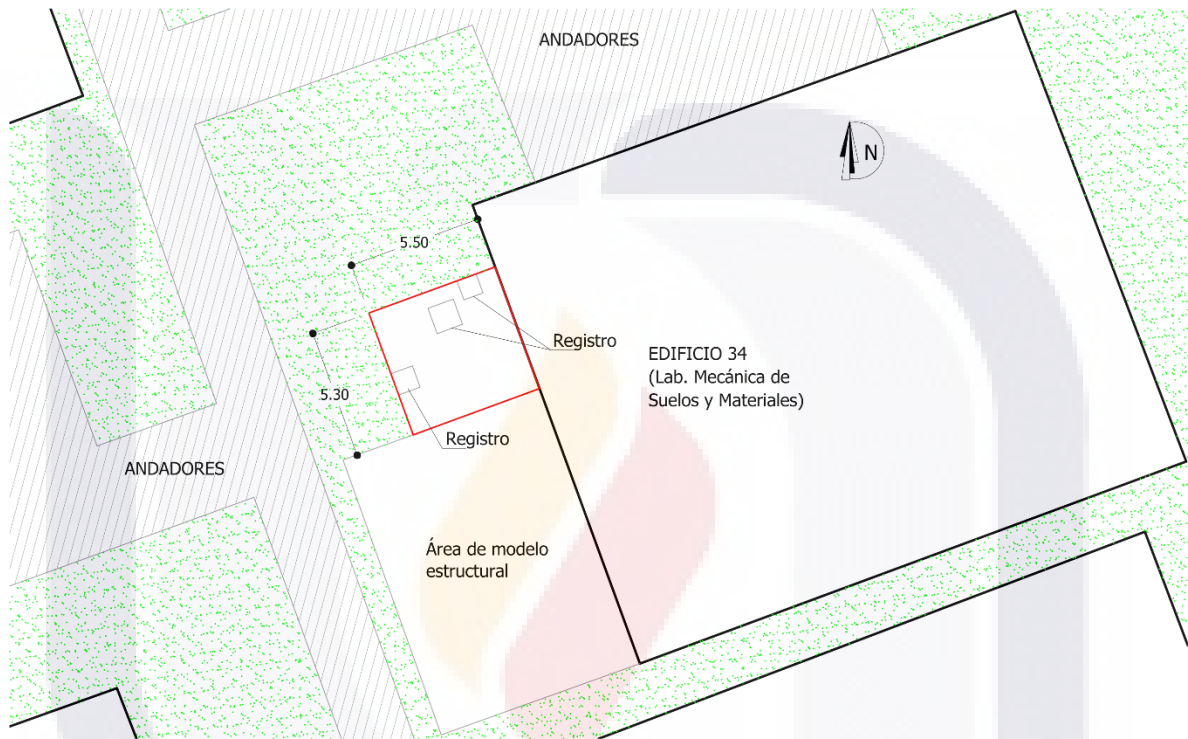 ANDADORES
N
5.50
Registro
EDIFICIO 34
(Lab. Mecánica de
Suelos y Materiales)
5.30
Registro
ANDADORES
Área de modelo
estructural